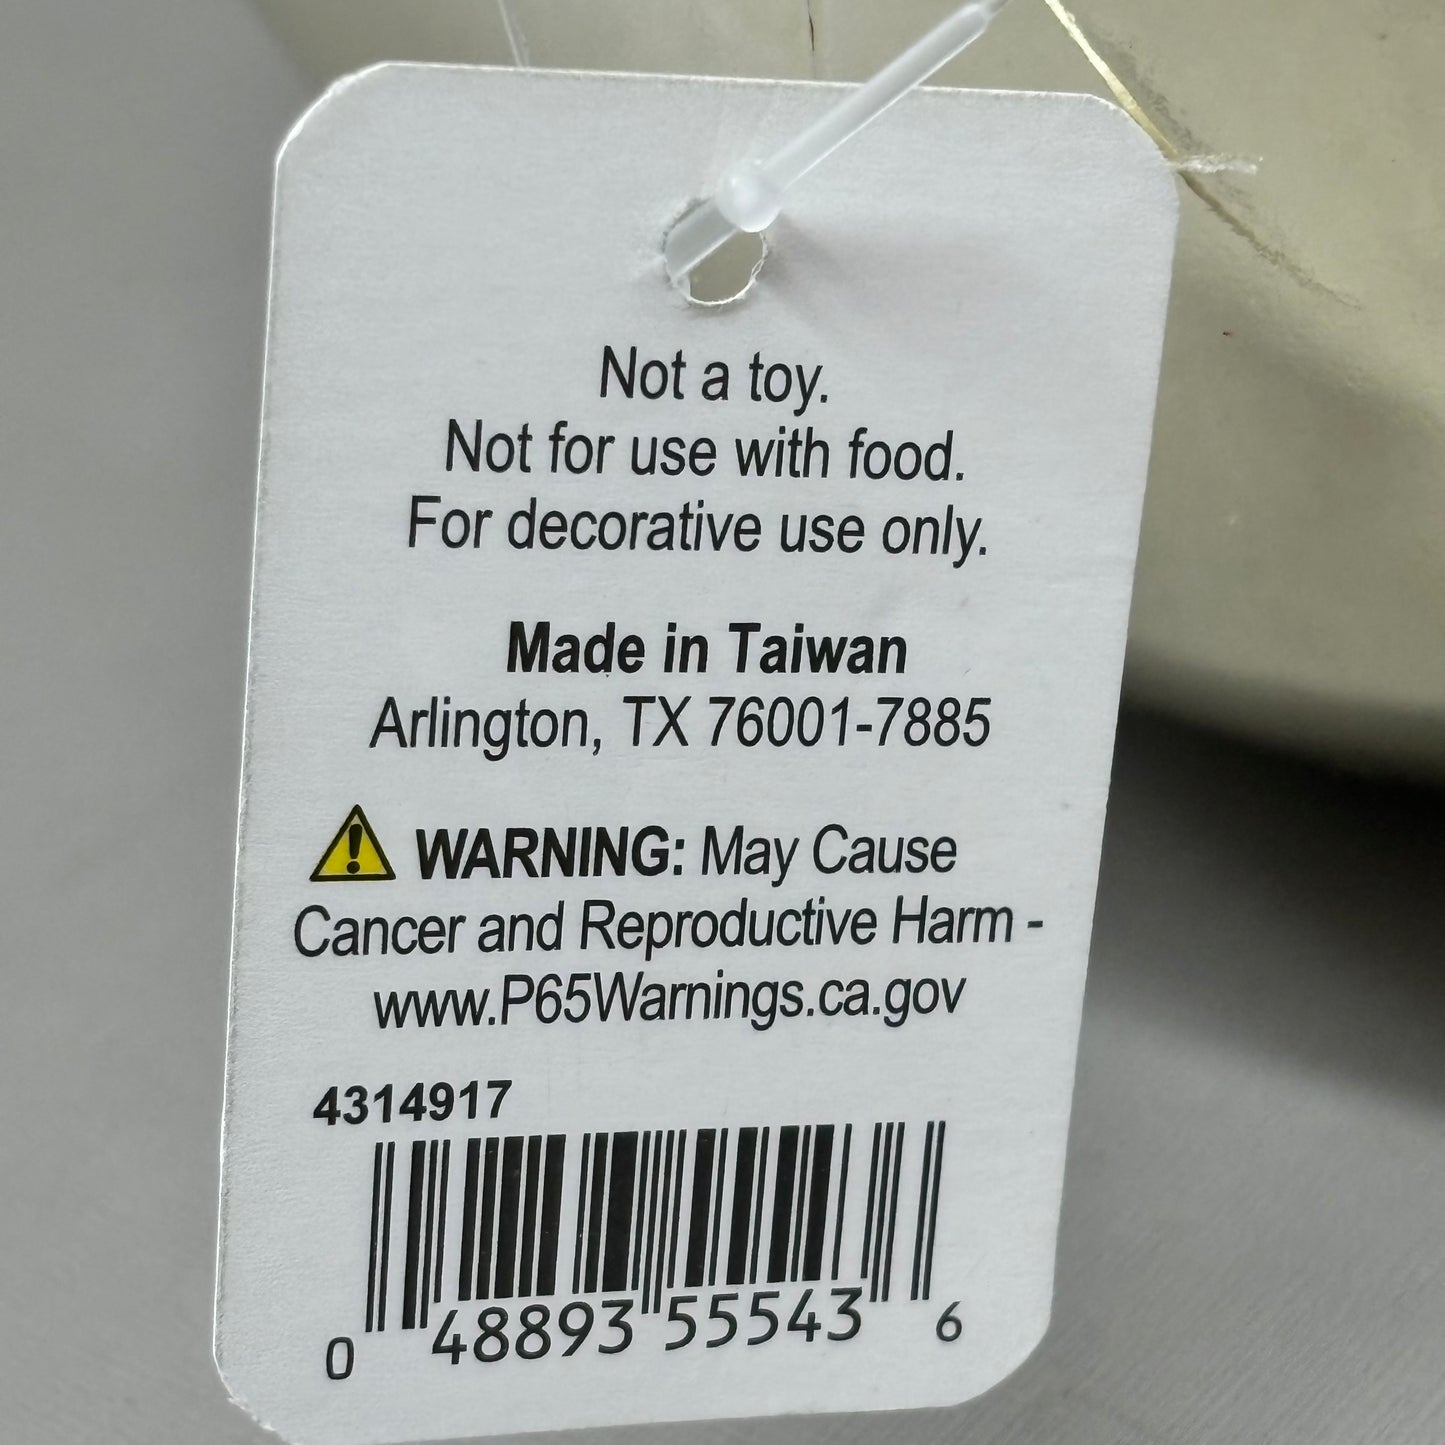 Not a toy.
Not for use with food.
For decorative use only.
Made in Taiwan
Arlington, TX 76001-7885
WARNING: May Cause
Cancer and Reproductive Harm -
www.P65Warnings.ca.gov
4314917
0 48893 55543 6